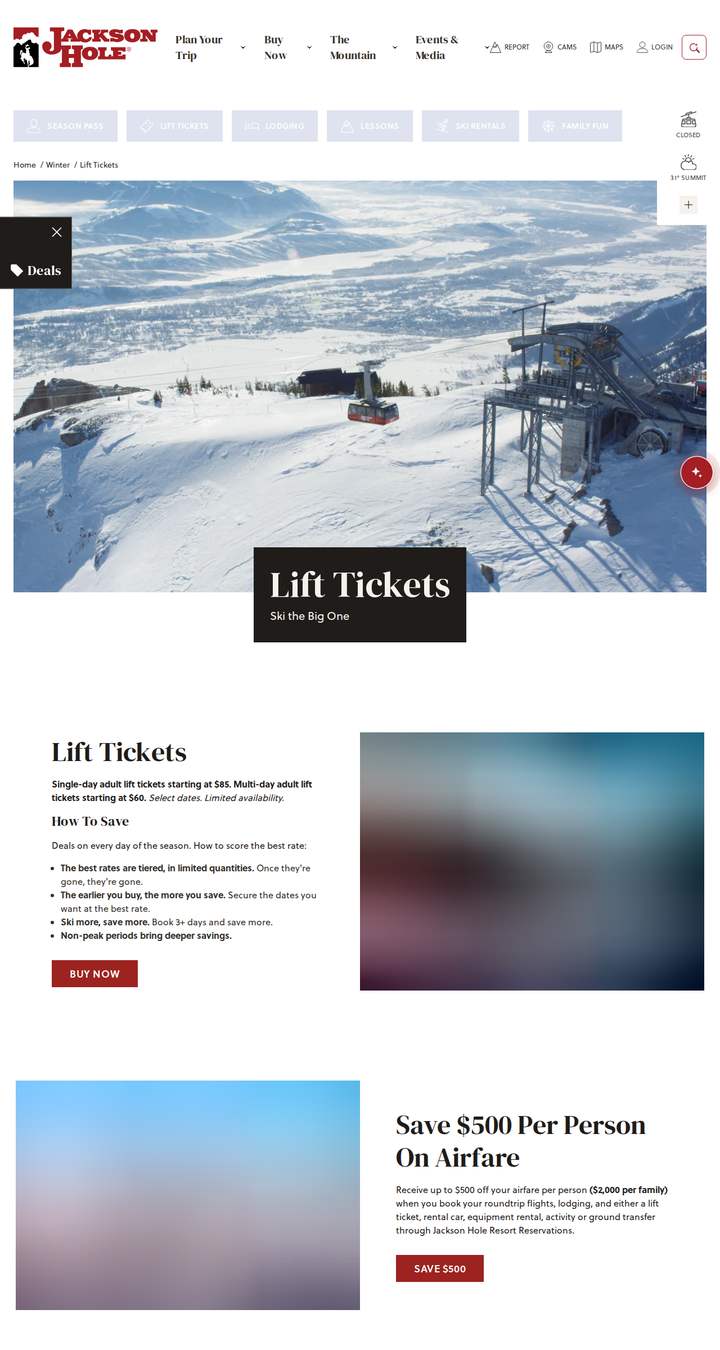 JACKSON HOLE®
Plan Your Trip
Buy Now
The Mountain
Events & Media
REPORT
CAMS
MAPS
LOGIN
SEASON PASS
LIFT TICKETS
LODGING
LESSONS
SKI RENTALS
FAMILY FUN
CLOSED
31° SUMMIT
Home / Winter / Lift Tickets
Deals
Lift Tickets
Ski the Big One
Lift Tickets
Single-day adult lift tickets starting at $85. Multi-day adult lift
tickets starting at $60. Select dates. Limited availability.
How To Save
Deals on every day of the season. How to score the best rate:
• The best rates are tiered, in limited quantities. Once they're
gone, they're gone.
• The earlier you buy, the more you save. Secure the dates you
want at the best rate.
• Ski more, save more. Book 3+ days and save more.
• Non-peak periods bring deeper savings.
BUY NOW
Save $500 Per Person
On Airfare
Receive up to $500 off your airfare per person ($2,000 per family)
when you book your roundtrip flights, lodging, and either a lift
ticket, rental car, equipment rental, activity or ground transfer
through Jackson Hole Resort Reservations.
SAVE $500